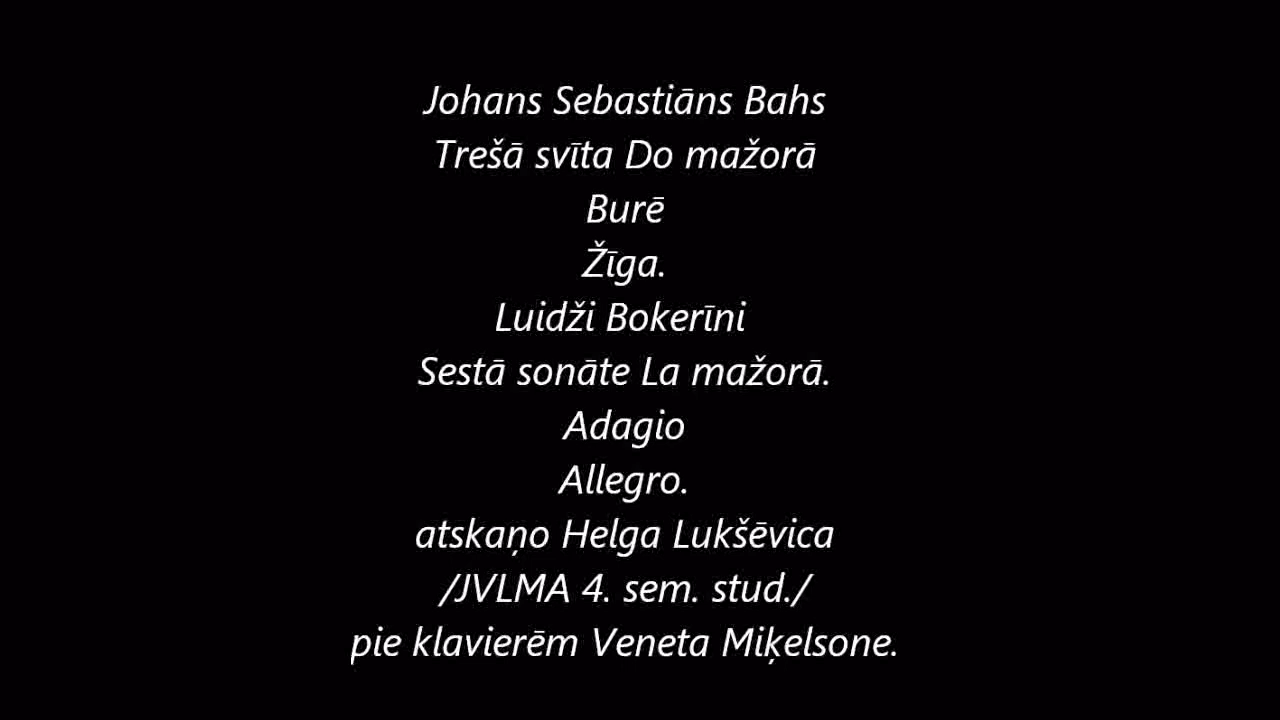 Johans Sebastiāns Bahs
Trešā svīta Do mažorā
Burē
Žīga.
Luidži Bokerīni
Sestā sonāte La mažorā.
Adagio
Allegro.
atskaņo Helga Lukšēvica
/JVLMA 4. sem. stud./
pie klavierēm Veneta Miķelsone.